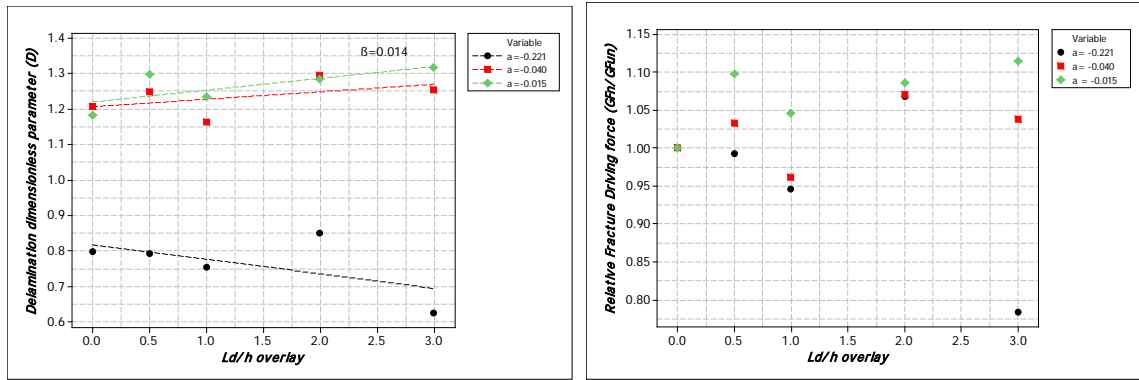 ß=0.014
Variable
a=-0.221
a=-0.040
a=-0.015
Delamination dimensionless parameter (D)
1.4
1.3
1.2
1.1
1.0
0.9
0.8
0.7
0.6
0.0 0.5 1.0 1.5 2.0 2.5 3.0
Ld/h overlay
Variable
a=-0.221
a=-0.040
a = -0.015
Relative Fracture Driving force (GFn/GFun)
1.15
1.10
1.05
1.00
0.95
0.90
0.85
0.80
0.0 0.5 1.0 1.5 2.0 2.5 3.0
Ld/h overlay